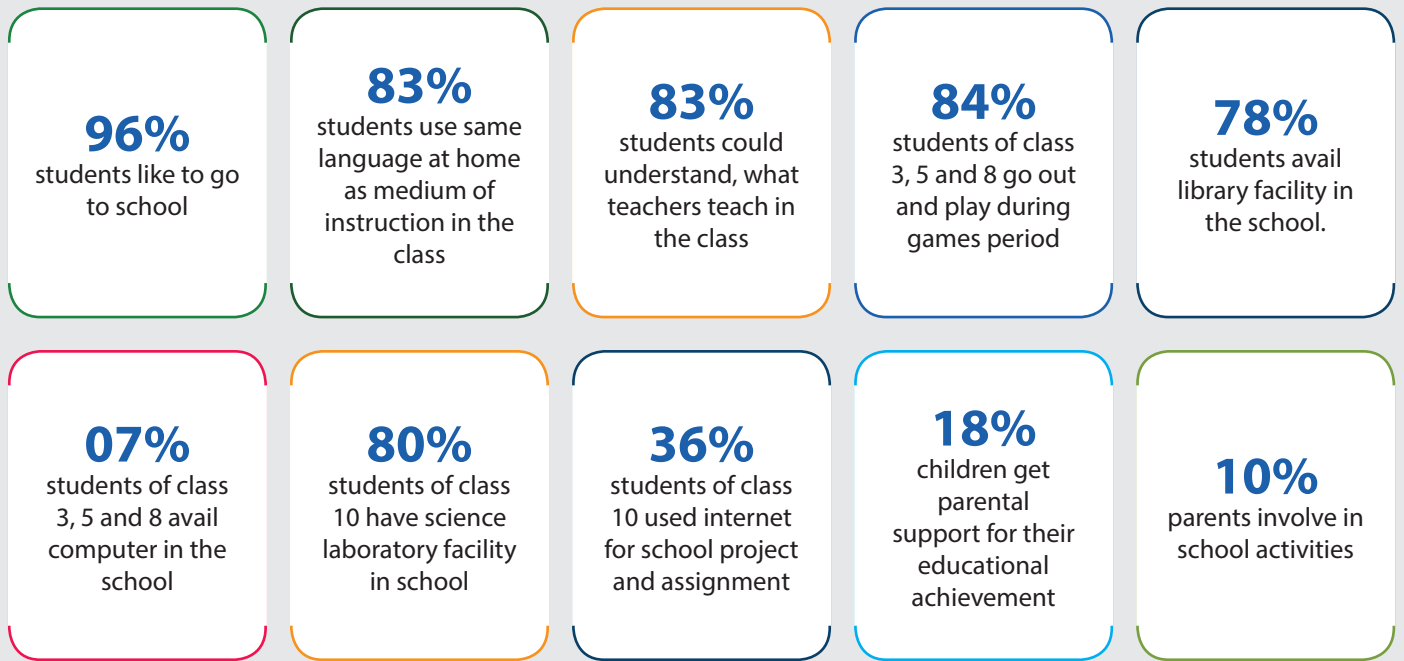 96%
students like to go
to school
83%
students use same
language at home
as medium of
instruction in the
class
83%
students could
understand, what
teachers teach in
the class
84%
students of class
3, 5 and 8 go out
and play during
games period
78%
students avail
library facility in
the school.
07%
students of class
3, 5 and 8 avail
computer in the
school
80%
students of class
10 have science
laboratory facility
in school
36%
students of class
10 used internet
for school project
and assignment
18%
children get
parental
support for their
educational
achievement
10%
parents involve in
school activities